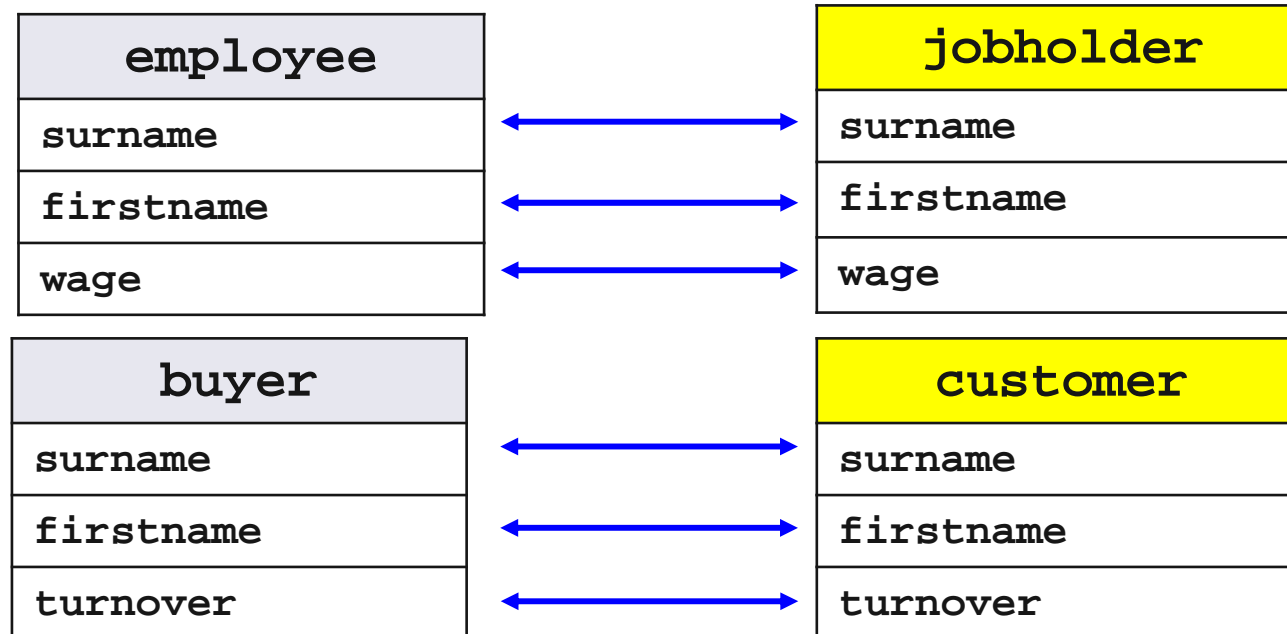 employee
surname
firstname
wage
jobholder
surname
firstname
wage
buyer
surname
firstname
turnover
customer
surname
firstname
turnover